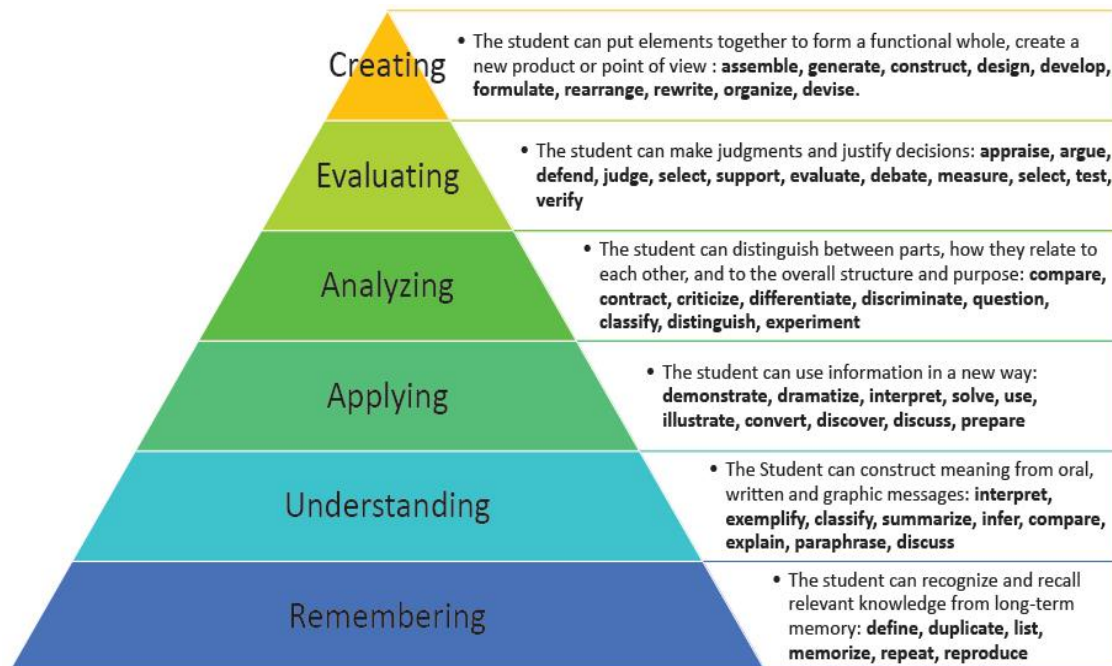 Creating
• The student can put elements together to form a functional whole, create a
new product or point of view : assemble, generate, construct, design, develop,
formulate, rearrange, rewrite, organize, devise.
Evaluating
• The student can make judgments and justify decisions: appraise, argue,
defend, judge, select, support, evaluate, debate, measure, select, test,
verify
Analyzing
• The student can distinguish between parts, how they relate to
each other, and to the overall structure and purpose: compare,
contract, criticize, differentiate, discriminate, question,
classify, distinguish, experiment
Applying
• The student can use information in a new way:
demonstrate, dramatize, interpret, solve, use,
illustrate, convert, discover, discuss, prepare
Understanding
• The Student can construct meaning from oral,
written and graphic messages: interpret,
exemplify, classify, summarize, infer, compare,
explain, paraphrase, discuss
Remembering
• The student can recognize and recall
relevant knowledge from long-term
memory: define, duplicate, list,
memorize, repeat, reproduce